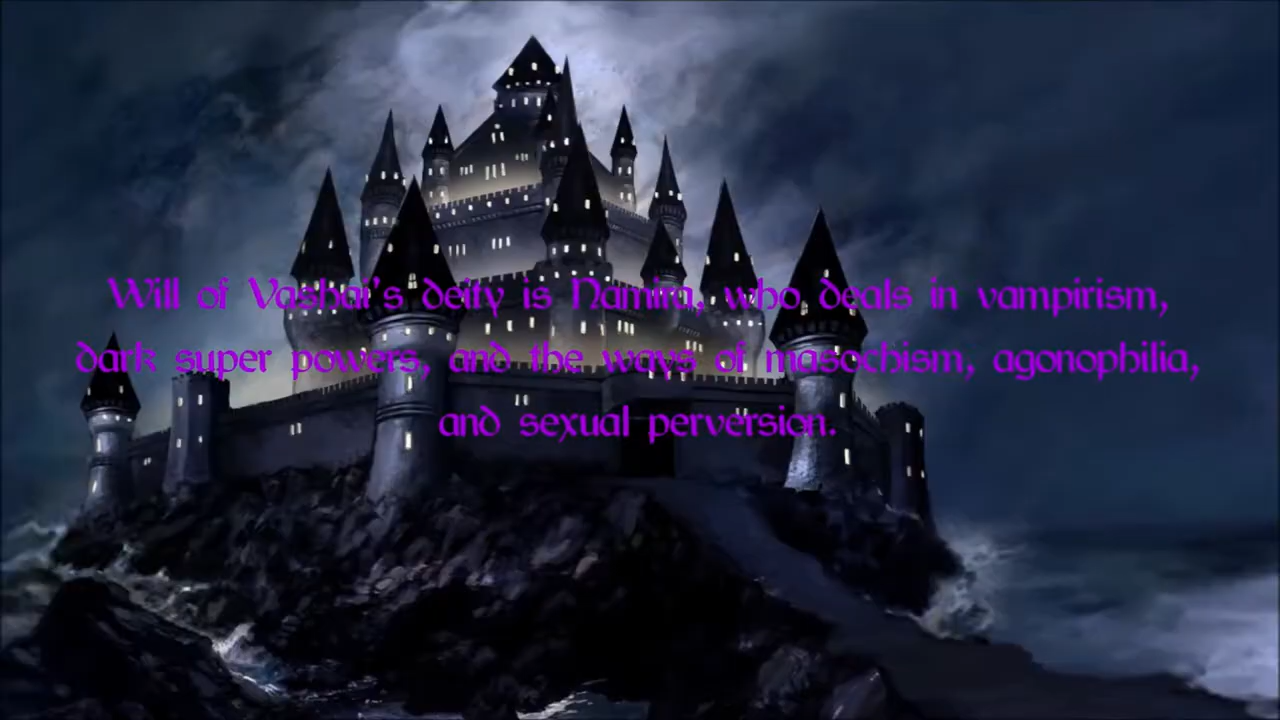 Will of Vashai's deity is Namira, who deals in vampirism,
dark super powers, and the ways of masochism, agonophilia,
and sexual perversion.